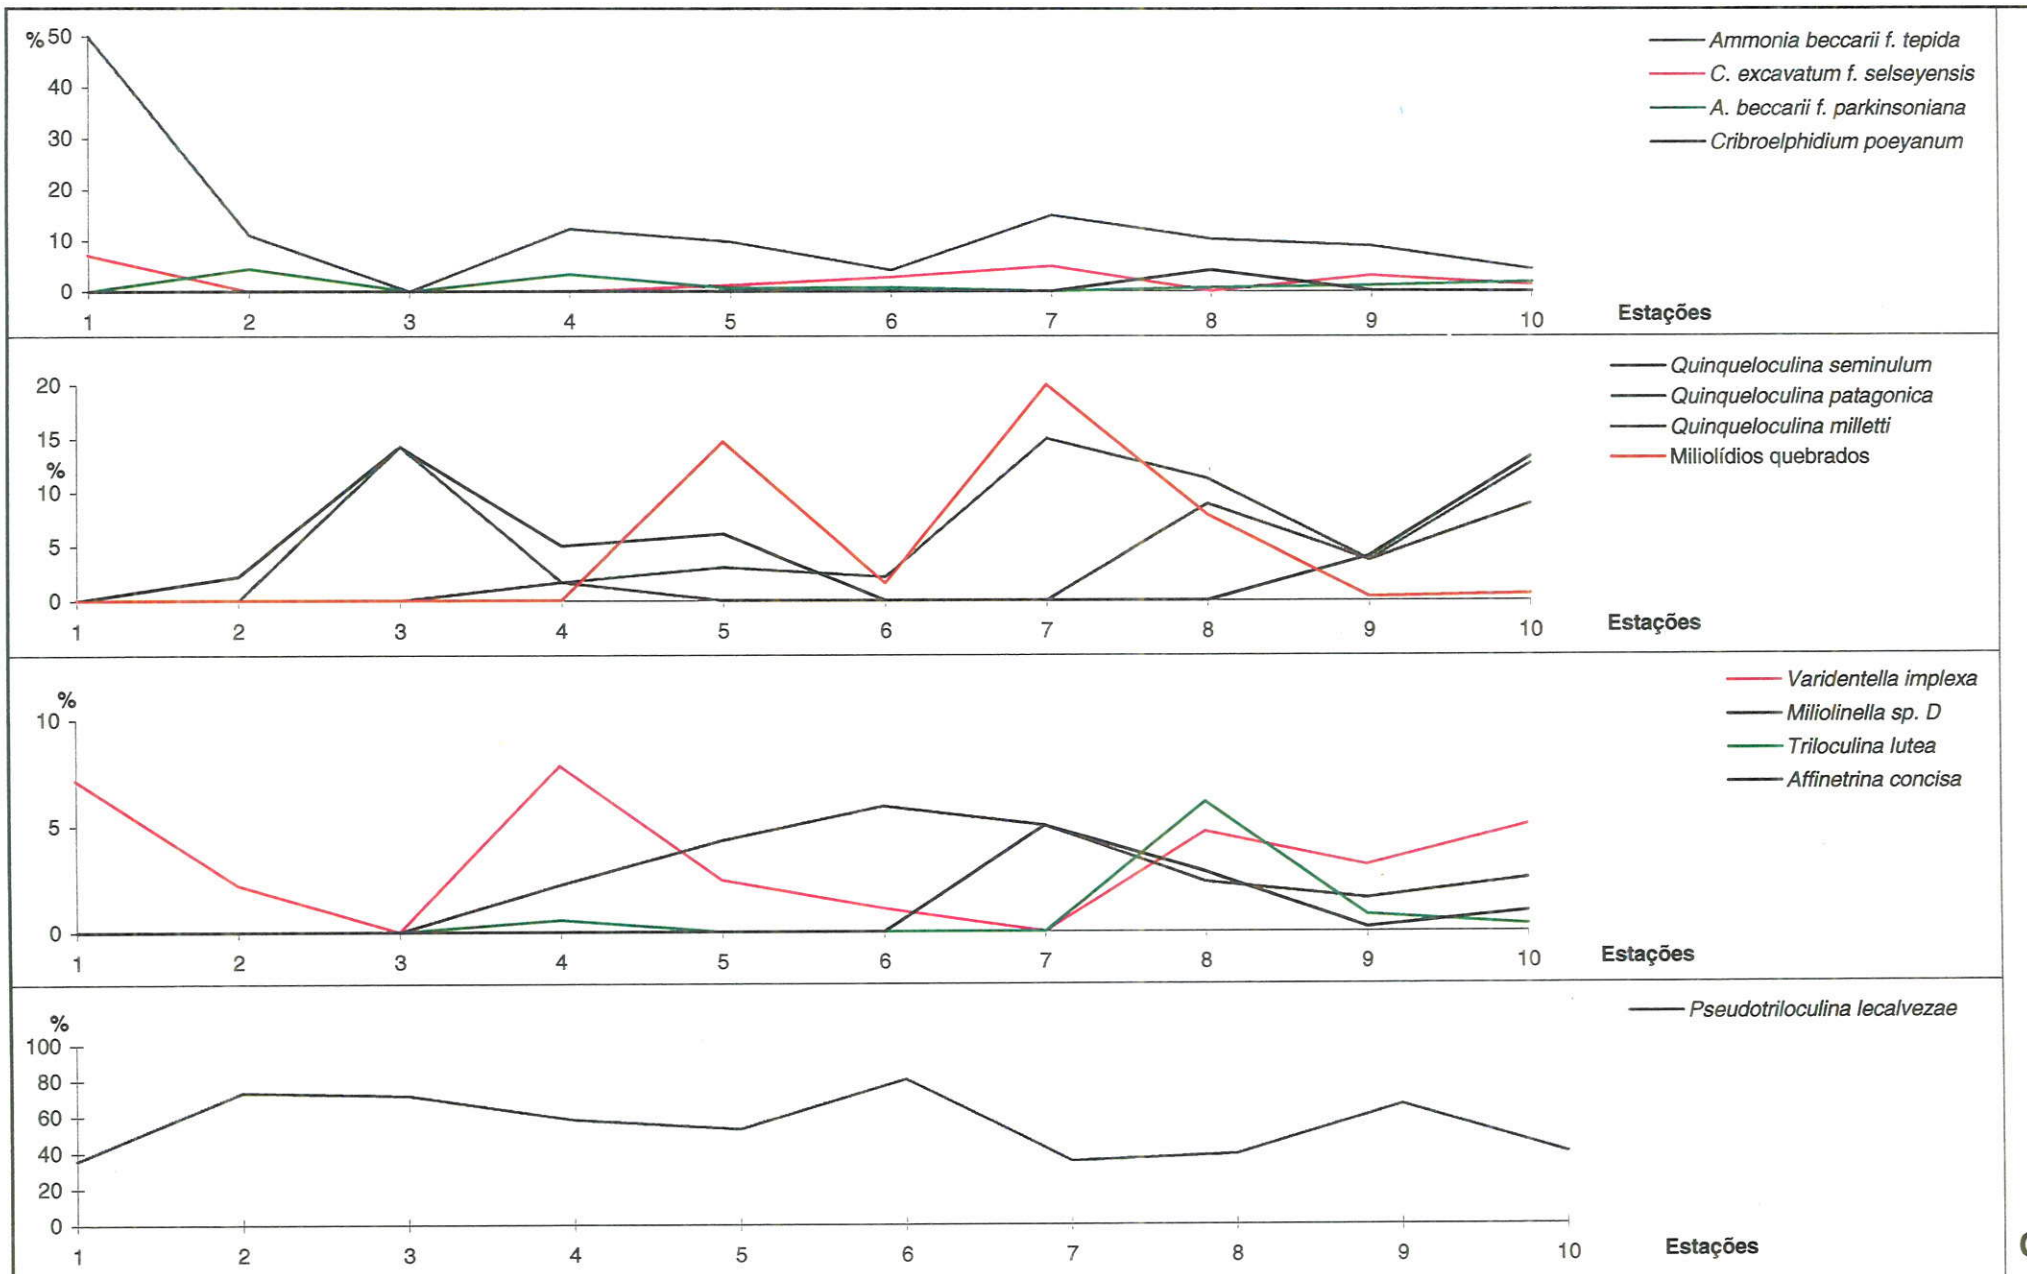 % 50
40
30
20
10
0
1 2 3 4 5 6 7 8 9 10 Estações
Ammonia beccarii f. tepida
C. excavatum f. selseyensis
A. beccarii f. parkinsoniana
Cribroelphidium poeyanum
20
15
%
10
5
0
1 2 3 4 5 6 7 8 9 10 Estações
Quinqueloculina seminulum
Quinqueloculina patagonica
Quinqueloculina milletti
Miliolídios quebrados
%
10
5
0
1 2 3 4 5 6 7 8 9 10 Estações
Varidentella implexa
Miliolinella sp. D
Triloculina lutea
Affinetrina concisa
%
100
80
60
40
20
0
1 2 3 4 5 6 7 8 9 10 Estações
Pseudotriloculina lecalvezae